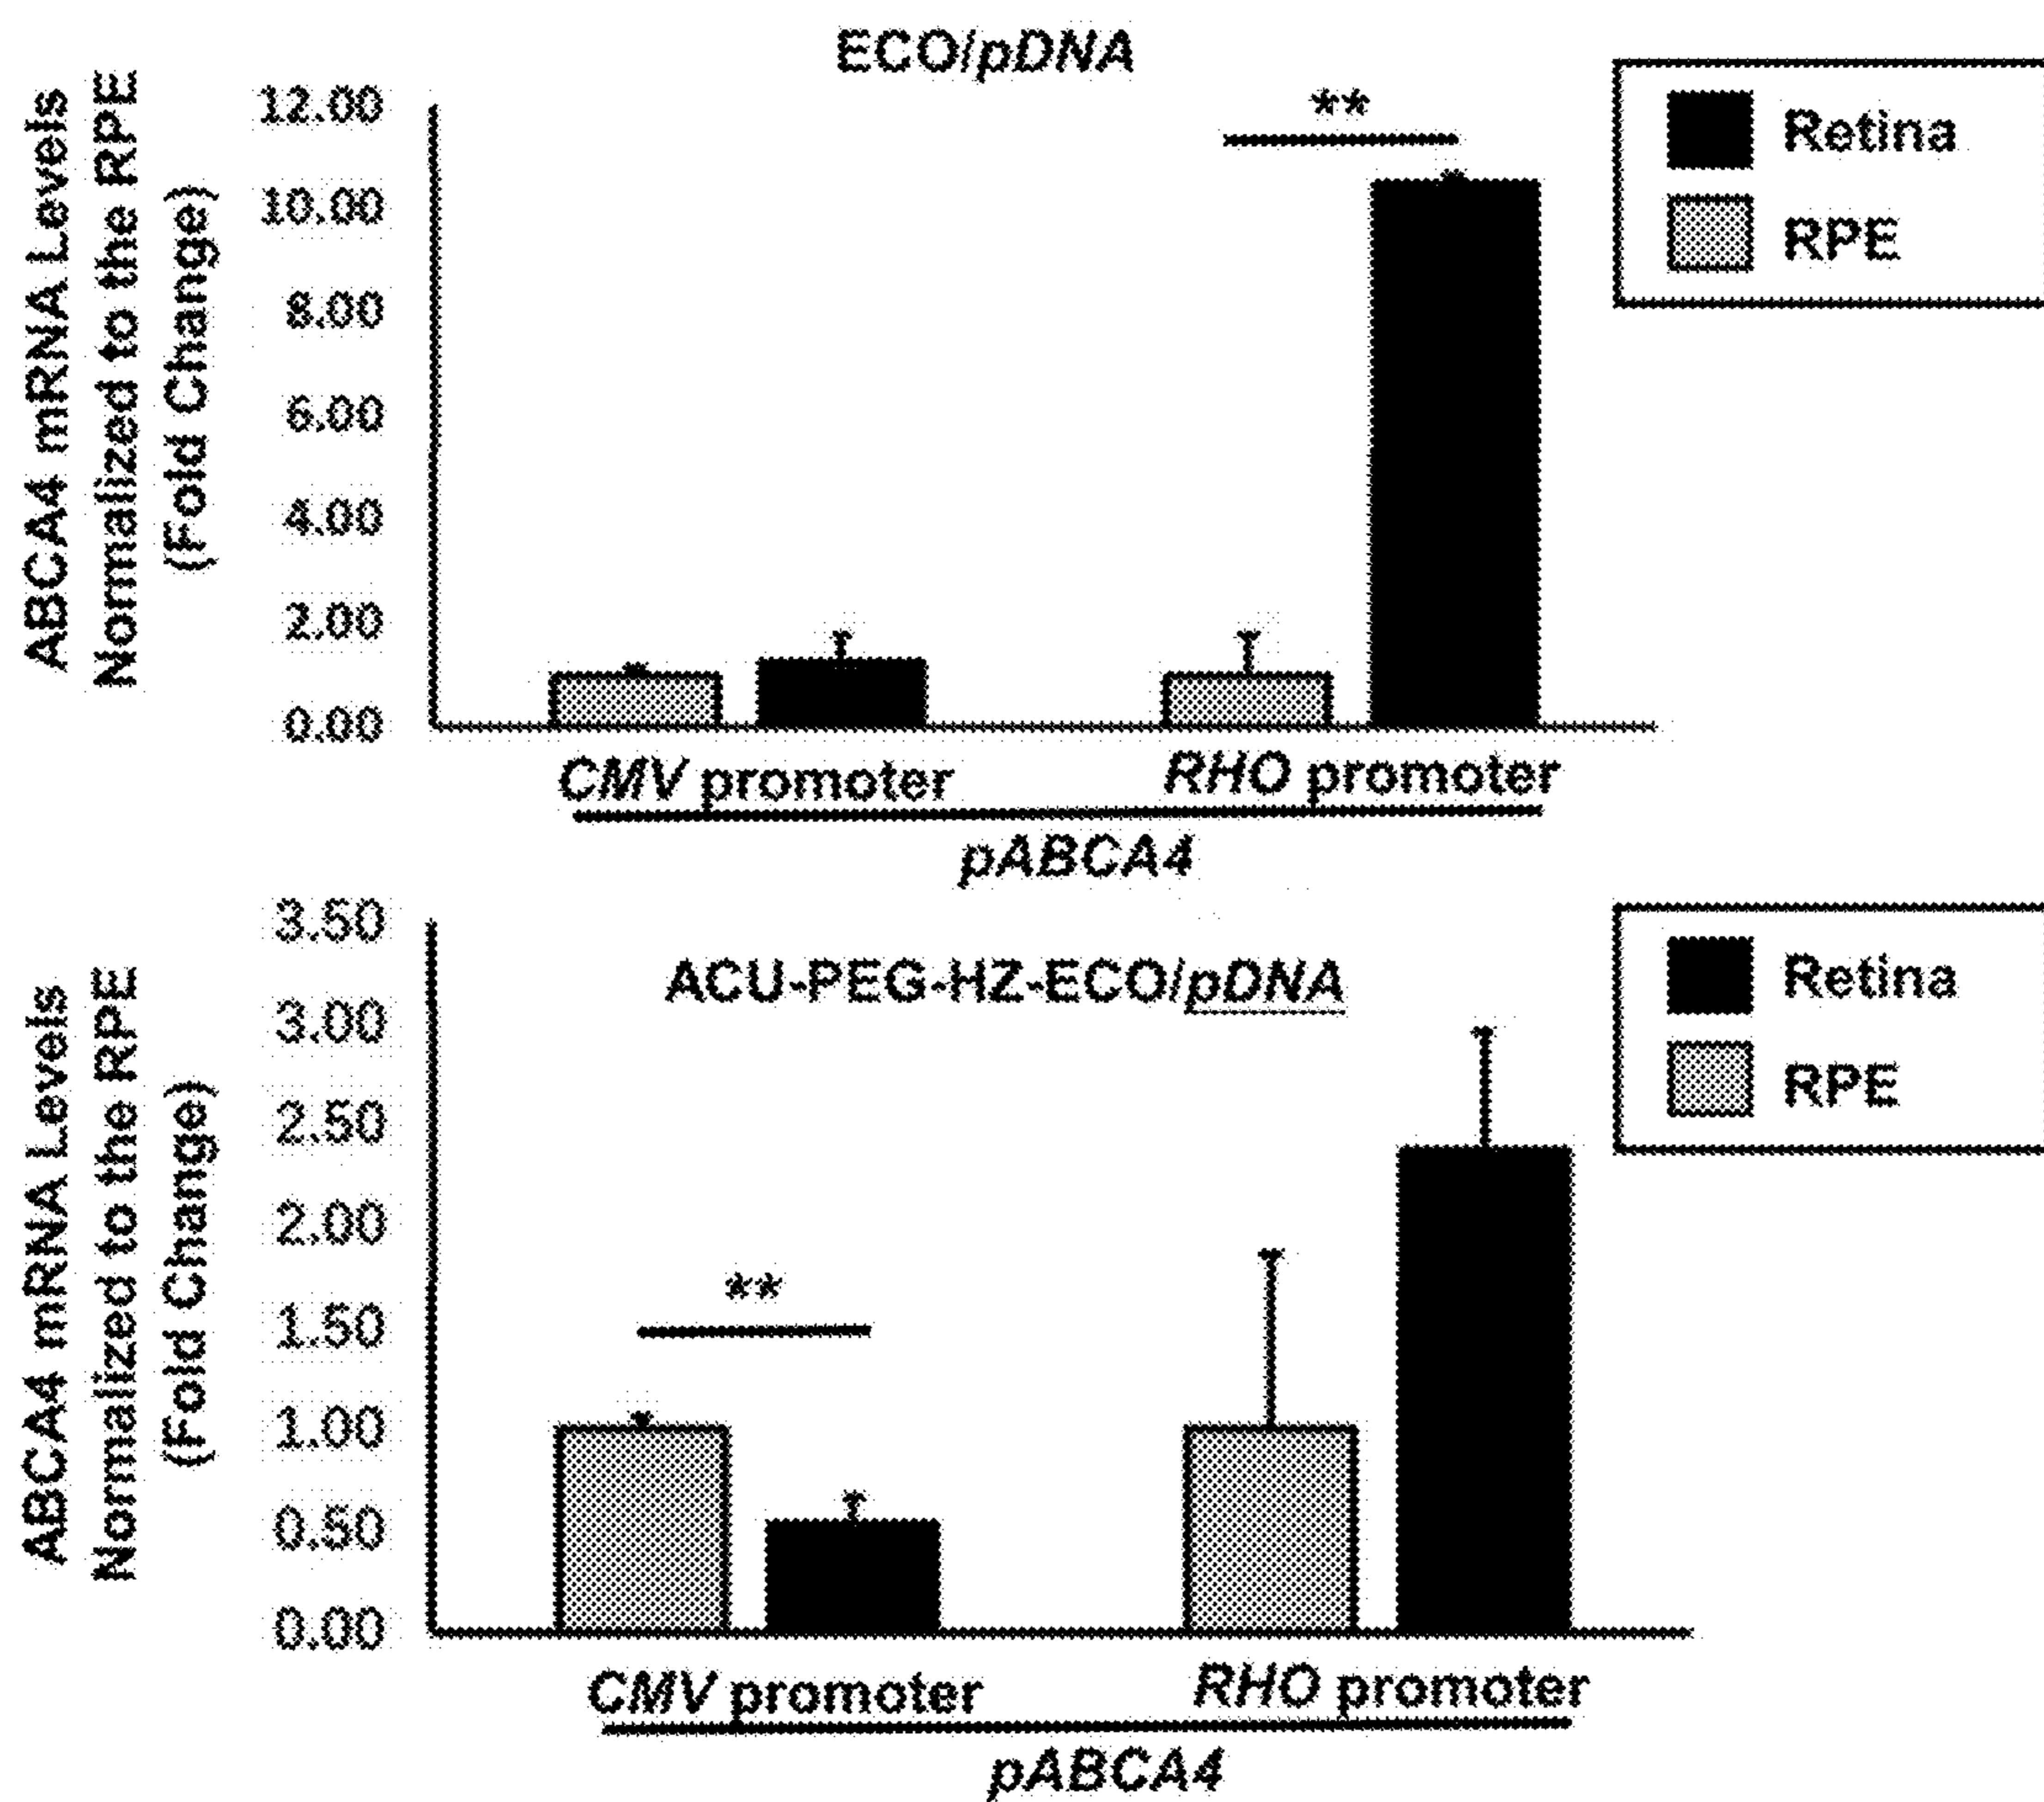 ECO/pDNA
ABCA4 mRNA Levels
Normalized to the RPE
(Fold Change)
12.00
10.00
8.00
6.00
4.00
2.00
0.00
**
Retina
RPE
CMV promoter
RHO promoter
pABCA4
ACU-PEG-HZ-ECO/pDNA
ABCA4 mRNA Levels
Normalized to the RPE
(Fold Change)
3.50
3.00
2.50
2.00
1.50
1.00
0.50
0.00
**
Retina
RPE
CMV promoter
RHO promoter
pABCA4